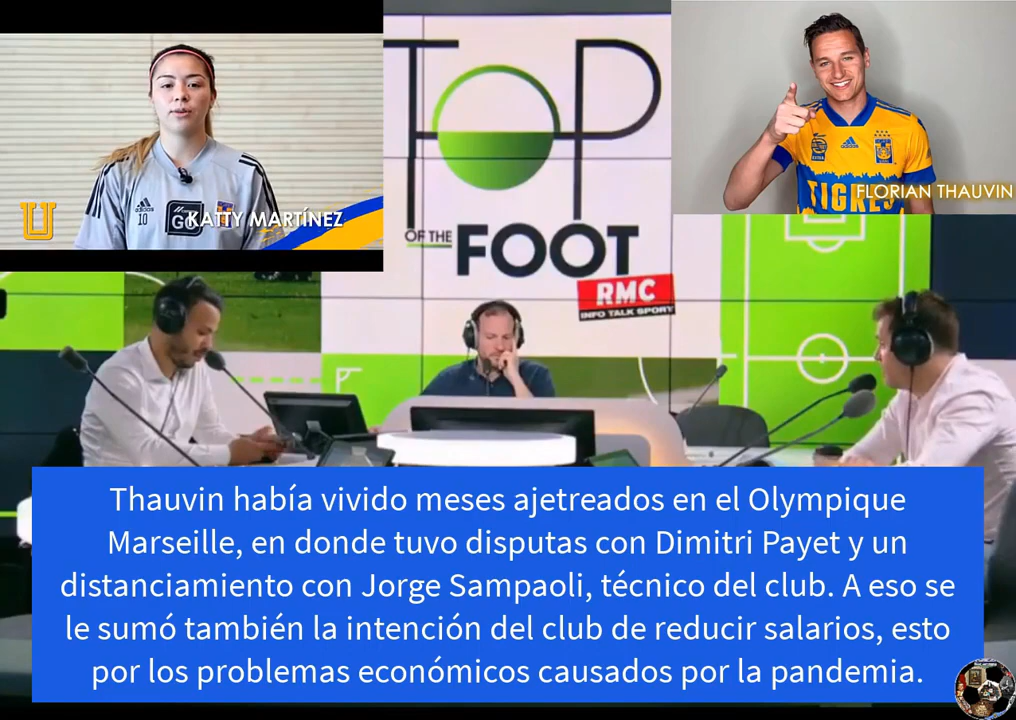 TOP
OF THE FOOT
RMC
INFO TALK SPORT
adidas
10
U
KATTY MARTÍNEZ
adidas
TIGRES
FLORIAN THAUVIN
Thauvin había vivido meses ajetreados en el Olympique
Marseille, en donde tuvo disputas con Dimitri Payet y un
distanciamiento con Jorge Sampaoli, técnico del club. A eso se
le sumó también la intención del club de reducir salarios, esto
por los problemas económicos causados por la pandemia.